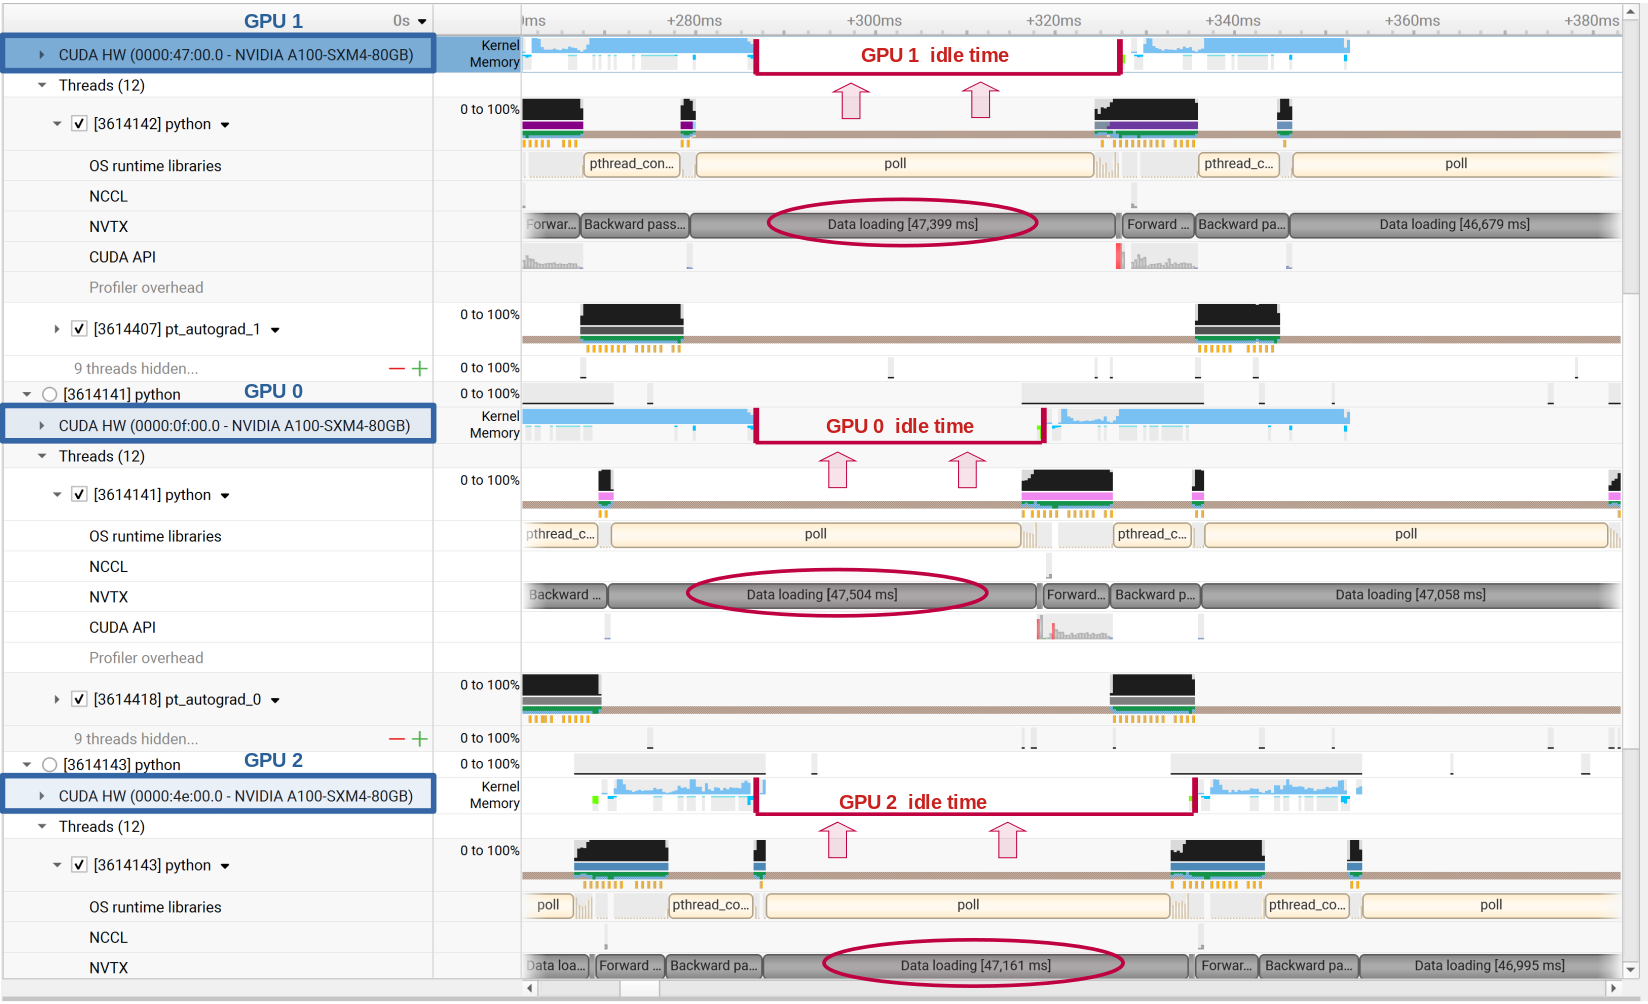 GPU 1 0s 0ms +280ms +300ms +320ms +340ms +360ms +380ms
CUDA HW (0000:47:00.0 - NVIDIA A100-SXM4-80GB) Kernel GPU 1 idle time
Memory
Threads (12)
0 to 100%
[3614142] python
OS runtime libraries pthread_con... poll pthread_c... poll
NCCL
NVTX Forwar... Backward pass... Data loading [47,399 ms] Forward ... Backward pa... Data loading [46,679 ms]
CUDA API
Profiler overhead
0 to 100%
[3614407] pt_autograd_1
9 threads hidden... 0 to 100%
[3614141] python GPU 0 0 to 100%
CUDA HW (0000:0f:00.0 - NVIDIA A100-SXM4-80GB) Kernel GPU 0 idle time
Memory
Threads (12)
0 to 100%
[3614141] python
OS runtime libraries pthread_c... poll pthread_c... poll
NCCL
NVTX Backward ... Data loading [47,504 ms] Forward... Backward p... Data loading [47,058 ms]
CUDA API
Profiler overhead
0 to 100%
[3614418] pt_autograd_0
9 threads hidden... 0 to 100%
[3614143] python GPU 2 0 to 100%
CUDA HW (0000:4e:00.0 - NVIDIA A100-SXM4-80GB) Kernel GPU 2 idle time
Memory
Threads (12)
0 to 100%
[3614143] python
OS runtime libraries poll pthread_co... poll pthread_co... poll
NCCL
NVTX Data loa... Forward ... Backward pa... Data loading [47,161 ms] Forwar... Backward pa... Data loading [46,995 ms]